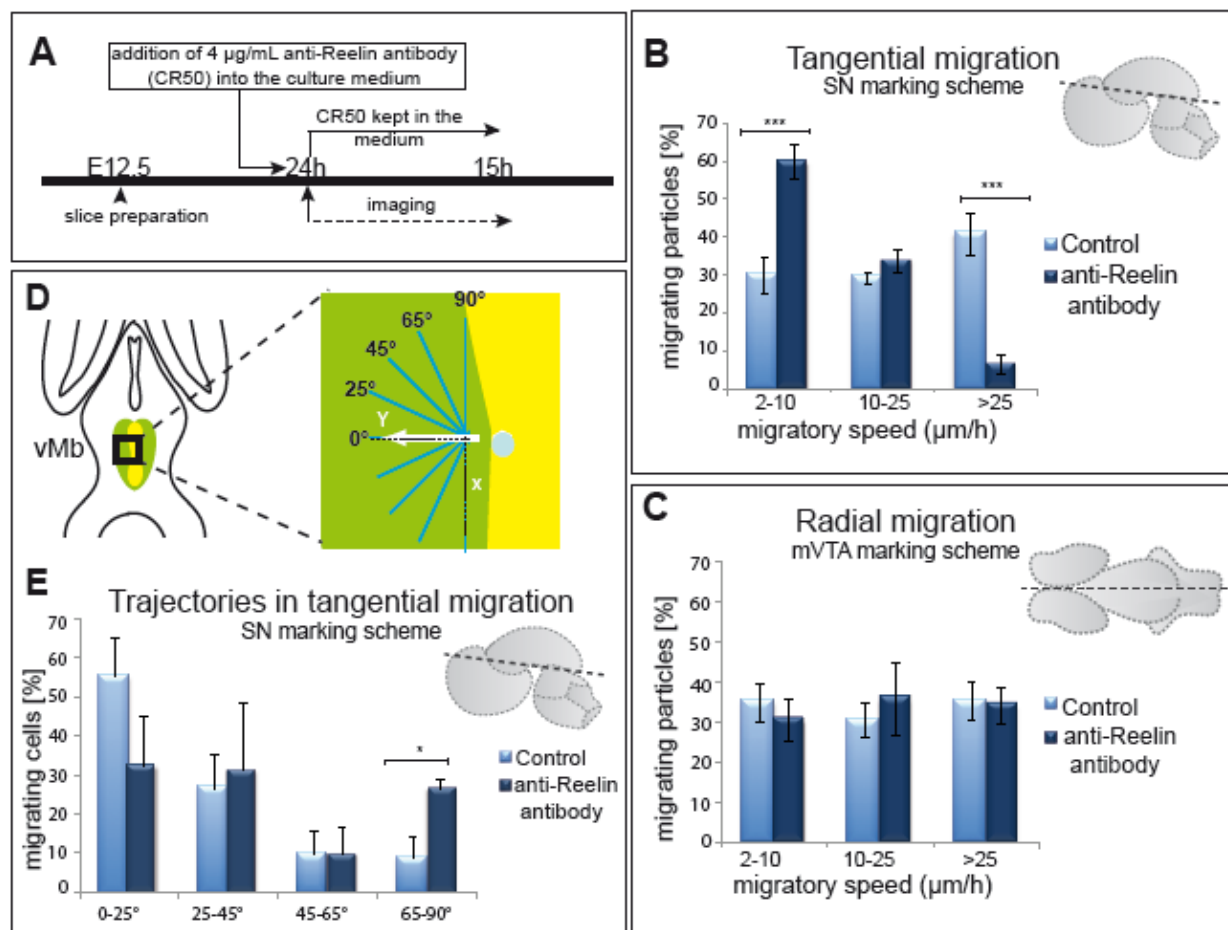 A
addition of 4 µg/mL anti-Reelin antibody
(CR50) into the culture medium
CR50 kept in the
medium
E12.5
24h
15h
slice preparation
imaging
B
Tangential migration
SN marking scheme
migrating particles [%]
70
60
50
40
30
20
10
0
***
***
Control
anti-Reelin
antibody
2-10
10-25
>25
migratory speed (µm/h)
D
vMb
90º
65º
45º
25º
0º
Y
X
C
Radial migration
mVTA marking scheme
migrating particles [%]
70
60
50
40
30
20
10
0
Control
anti-Reelin
antibody
2-10
10-25
>25
migratory speed (µm/h)
E
Trajectories in tangential migration
SN marking scheme
migrating cells [%]
70
60
50
40
30
20
10
0
*
Control
anti-Reelin
antibody
0-25°
25-45°
45-65°
65-90°